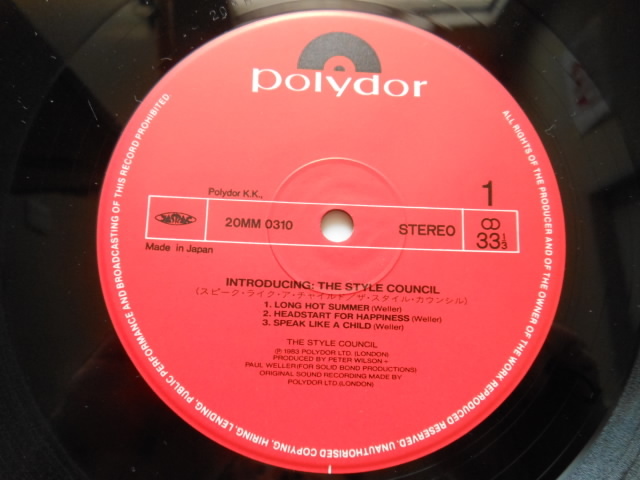 polydor
ALL RIGHTS OF THE PRODUCER AND OF THE OWNER OF THE WORK REPRODUCED RESERVED. UNAUTHORISED COPYING, HIRING, LENDING, PUBLIC PERFORMANCE AND BROADCASTING OF THIS RECORD PROHIBITED.
Polydor K.K.,
1
20MM 0310
STEREO
33 1/3
Made in Japan
INTRODUCING: THE STYLE COUNCIL
(スピーク・ライク・ア・チャイルド/ザ・スタイル・カウンシル)
1. LONG HOT SUMMER (Weller)
2. HEADSTART FOR HAPPINESS (Weller)
3. SPEAK LIKE A CHILD (Weller)
THE STYLE COUNCIL
℗ 1983 POLYDOR LTD. (LONDON)
PRODUCED BY PETER WILSON +
PAUL WELLER (FOR SOLID BOND PRODUCTIONS)
ORIGINAL SOUND RECORDING MADE BY
POLYDOR LTD (LONDON)